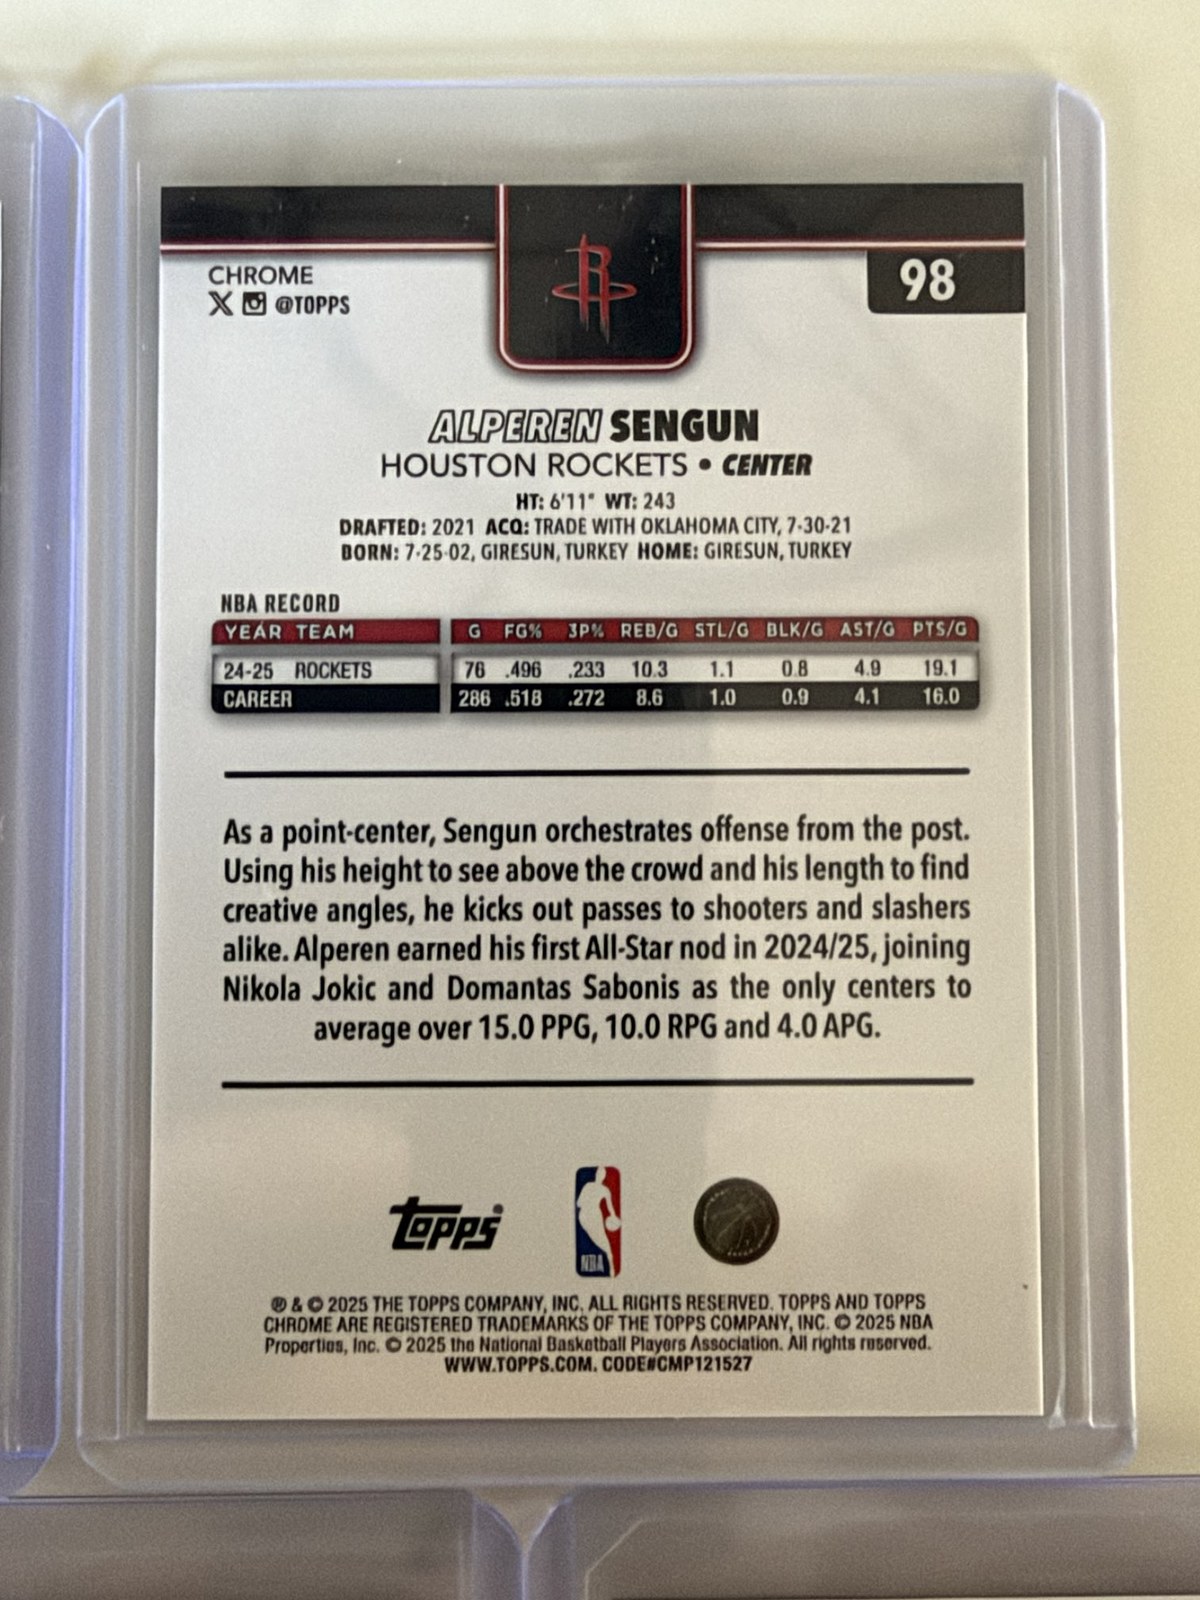 CHROME
98
X @TOPPS
ALPEREN SENGUN
HOUSTON ROCKETS • CENTER
HT: 6'11" WT: 243
DRAFTED: 2021 ACQ: TRADE WITH OKLAHOMA CITY, 7-30-21
BORN: 7-25-02, GIRESUN, TURKEY HOME: GIRESUN, TURKEY
NBA RECORD
YEAR TEAM G FG% 3P% REB/G STL/G BLK/G AST/G PTS/G
24-25 ROCKETS 76 .496 .233 10.3 1.1 0.8 4.9 19.1
CAREER 286 .518 .272 8.6 1.0 0.9 4.1 16.0
As a point-center, Sengun orchestrates offense from the post.
Using his height to see above the crowd and his length to find
creative angles, he kicks out passes to shooters and slashers
alike. Alperen earned his first All-Star nod in 2024/25, joining
Nikola Jokic and Domantas Sabonis as the only centers to
average over 15.0 PPG, 10.0 RPG and 4.0 APG.
topps NBA
® & © 2025 THE TOPPS COMPANY, INC. ALL RIGHTS RESERVED. TOPPS AND TOPPS
CHROME ARE REGISTERED TRADEMARKS OF THE TOPPS COMPANY, INC. © 2025 NBA
Properties, Inc. © 2025 the National Basketball Players Association. All rights reserved.
WWW.TOPPS.COM. CODE#CMP121527